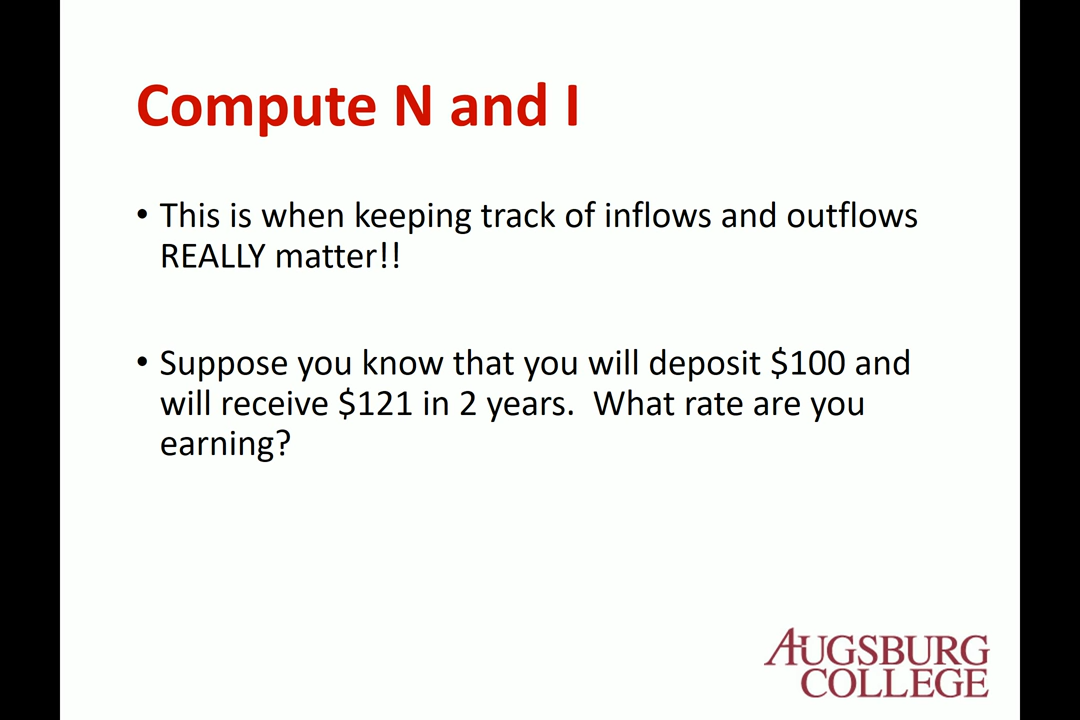 Compute N and I
• This is when keeping track of inflows and outflows
REALLY matter!!
• Suppose you know that you will deposit $100 and
will receive $121 in 2 years.  What rate are you
earning?
AUGSBURG
COLLEGE